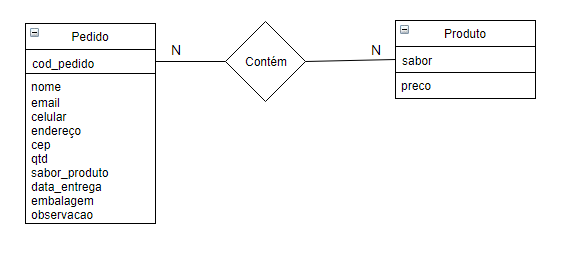 Pedido
cod_pedido
nome
email
celular
endereço
cep
qtd
sabor_produto
data_entrega
embalagem
observacao
N
Contém
N
Produto
sabor
preco